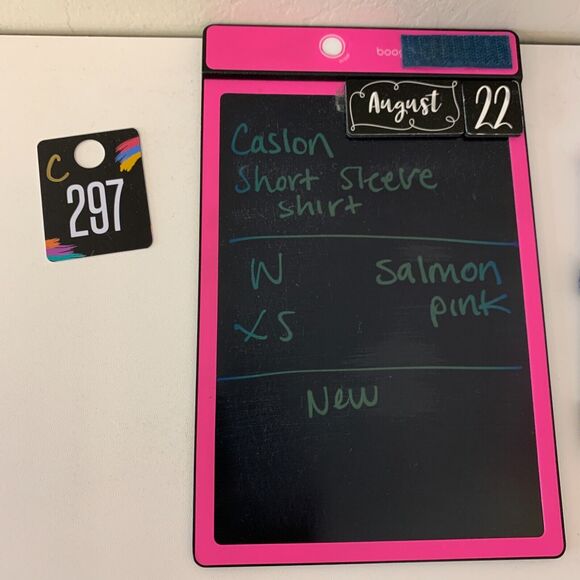 C
297
August 22
Caslon
Short Sleeve
shirt
W
XS
Salmon
pink
New